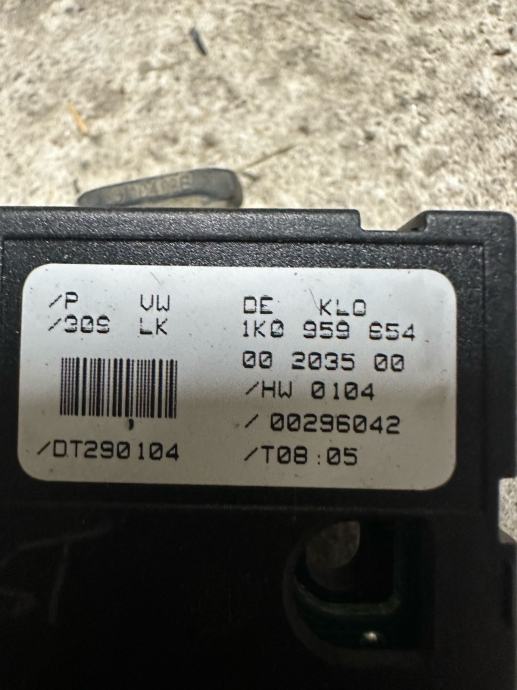 /P VW
/309 LK
/DT290104
DE KLO
1K0 959 654
00 2035 00
/HW 0104
/ 00296042
/T08:05